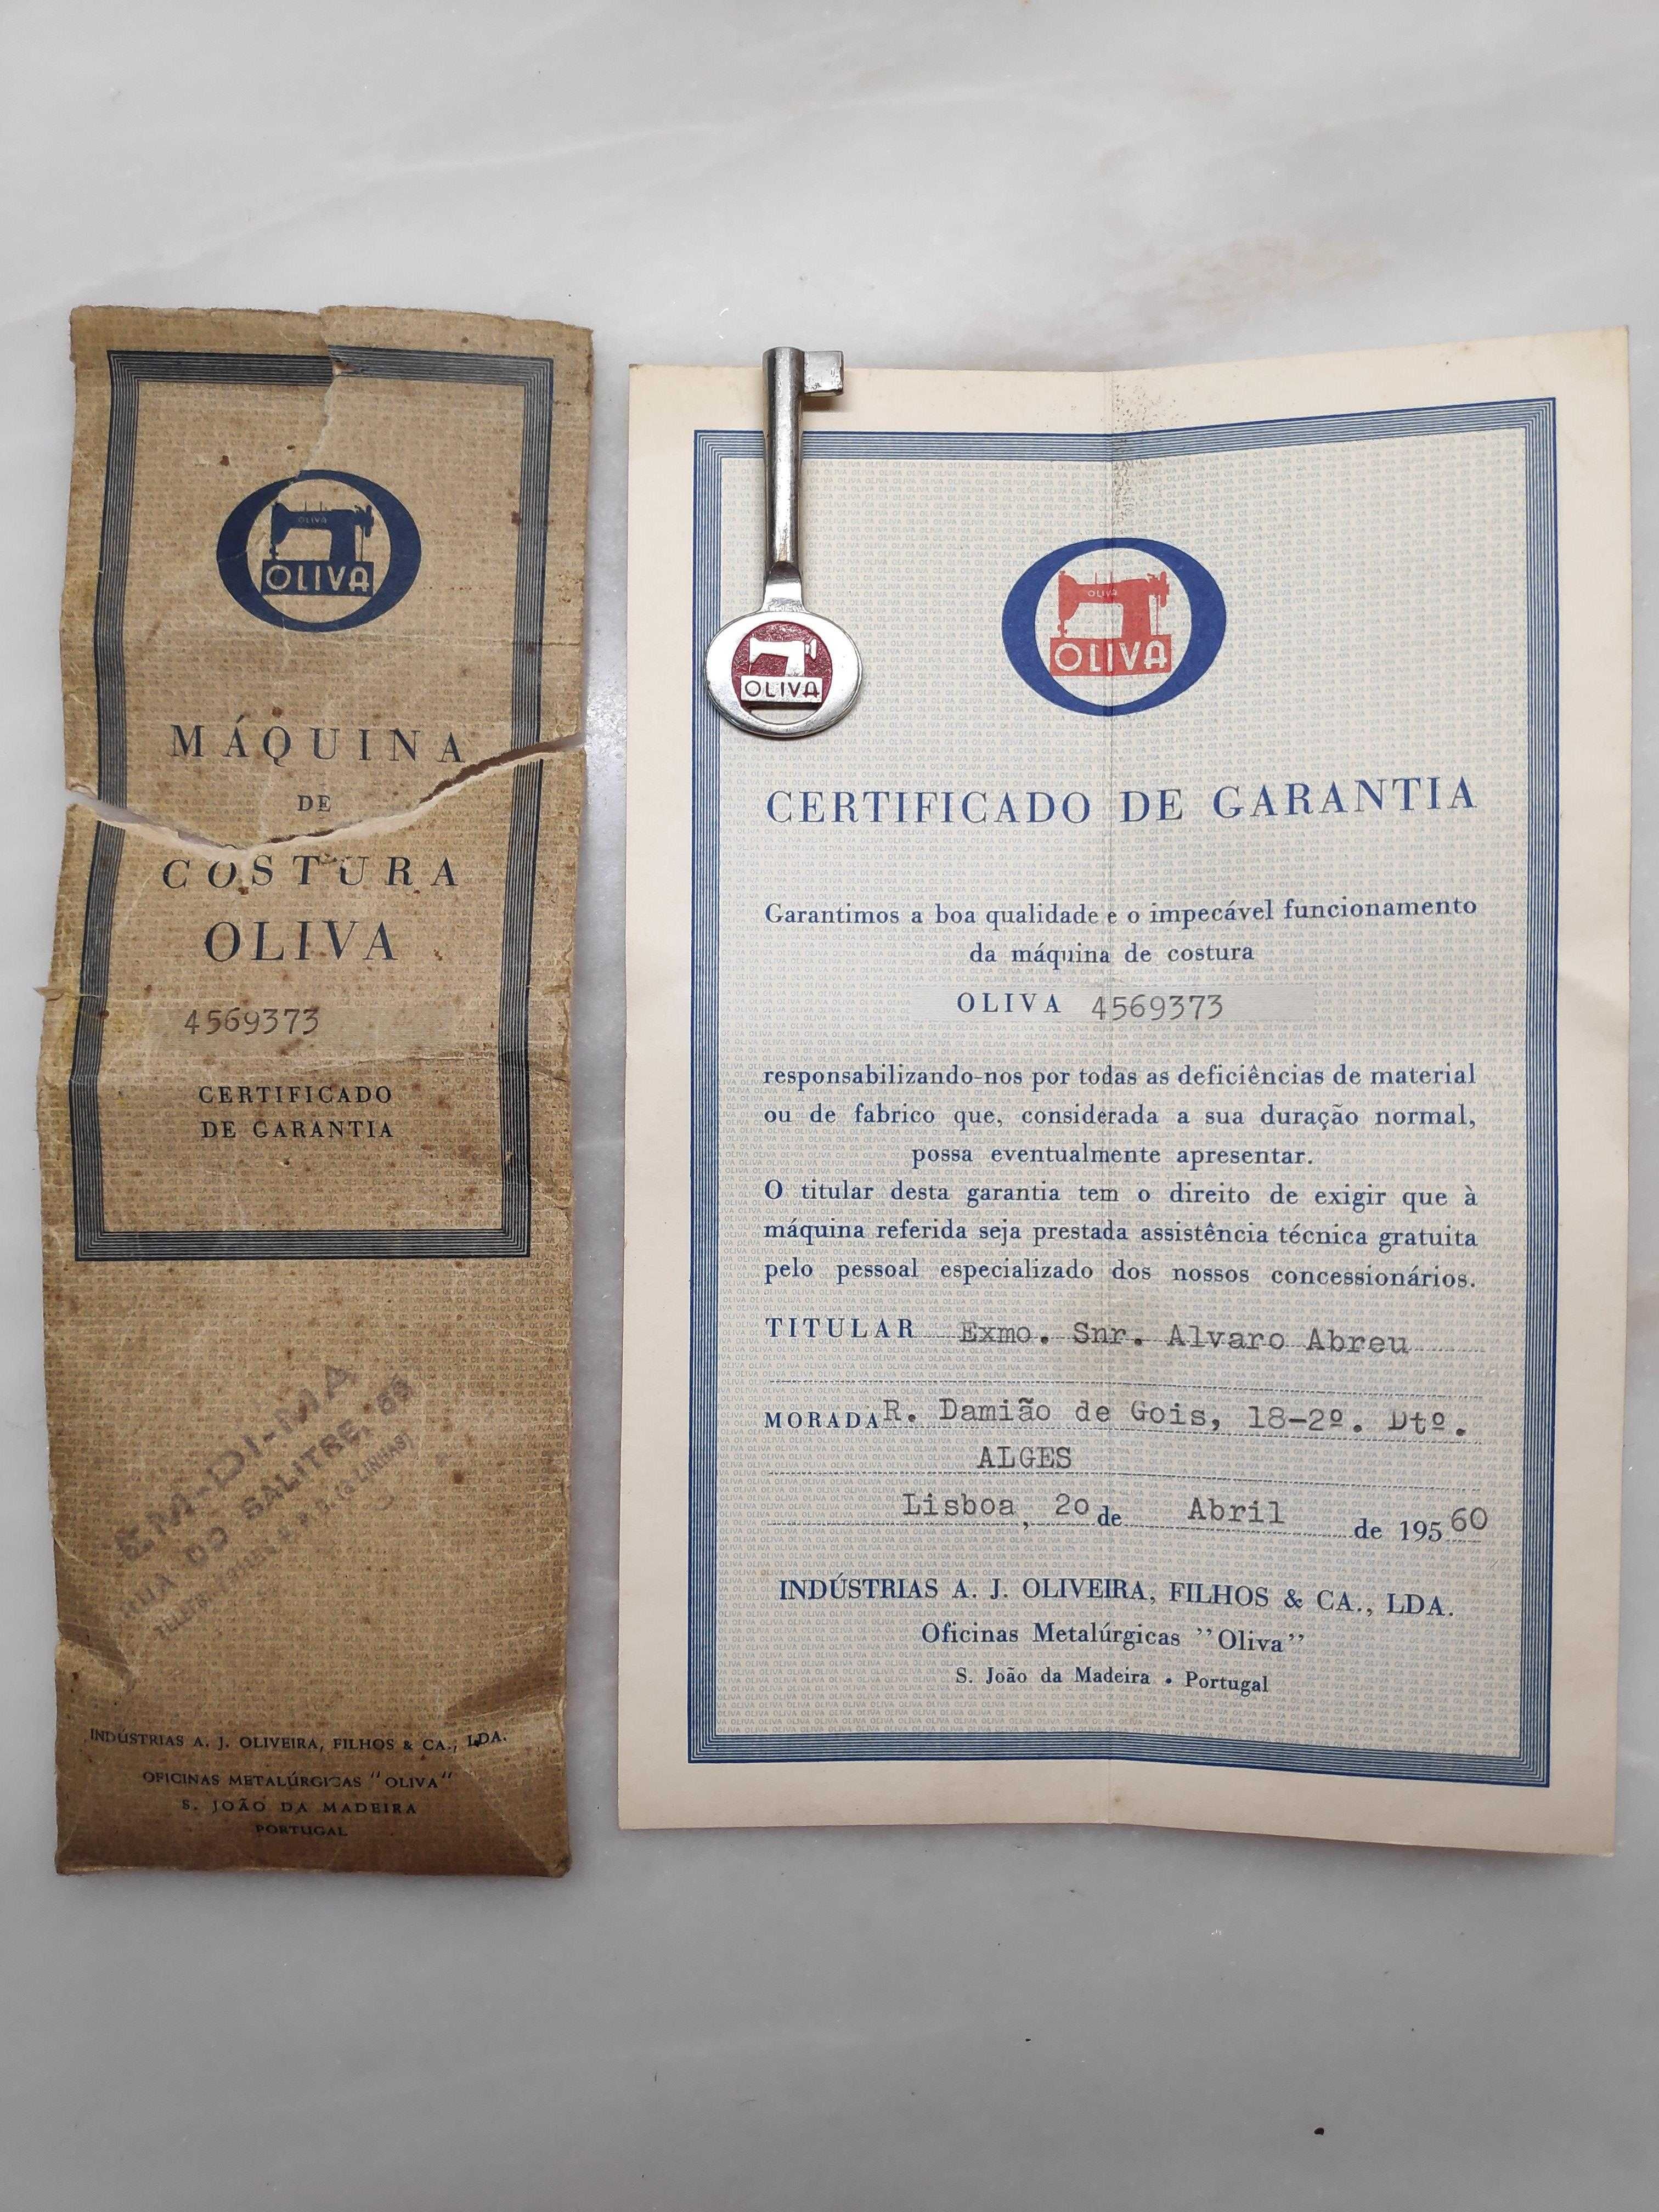 OLIVA
OLIVA
MÁQUINA
DE
COSTURA
OLIVA
4569373
CERTIFICADO
DE GARANTIA
EM-DI-MA
RUA DO SALITRE,
LINHAS)
INDÚSTRIAS A. J. OLIVEIRA, FILHOS & CA., LDA.
OFICINAS METALÚRGICAS "OLIVA"
S. JOÃO DA MADEIRA
PORTUGAL
OLIVA
OLIVA
OLIVA
CERTIFICADO DE GARANTIA
Garantimos a boa qualidade e o impecável funcionamento
da máquina de costura
OLIVA 4569373
responsabilizando-nos por todas as deficiências de material
ou de fabrico que, considerada a sua duração normal,
possa eventualmente apresentar.
O titular desta garantia tem o direito de exigir que à
máquina referida seja prestada assistência técnica gratuita
pelo pessoal especializado dos nossos concessionários.
TITULAR Exmo. Snr. Alvaro Abreu
MORADA R. Damião de Gois, 18-2º. Dtº.
ALGES
Lisboa, 20 de Abril de 195 60
INDÚSTRIAS A. J. OLIVEIRA, FILHOS & CA., LDA.
Oficinas Metalúrgicas "Oliva"
S. João da Madeira • Portugal